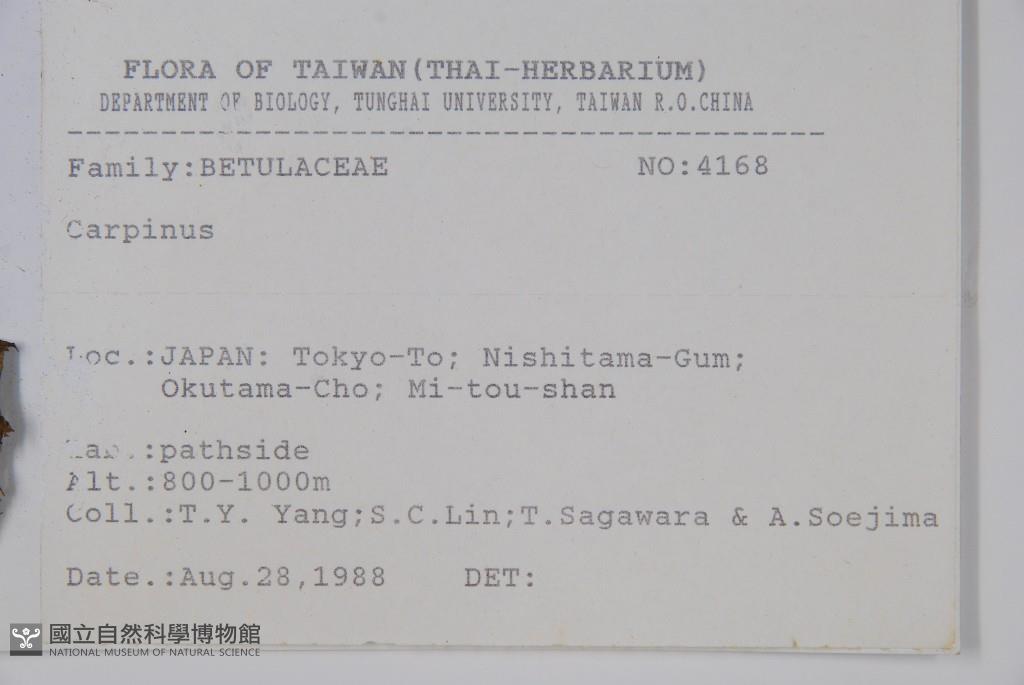 FLORA OF TAIWAN(THAI-HERBARIUM)
DEPARTMENT OF BIOLOGY, TUNGHAI UNIVERSITY, TAIWAN R.O.CHINA
Family:BETULACEAE NO:4168
Carpinus
Loc.:JAPAN: Tokyo-To; Nishitama-Gum;
Okutama-Cho; Mi-tou-shan
Hab.:pathside
Alt.:800-1000m
Coll.:T.Y. Yang;S.C.Lin;T.Sagawara & A.Soejima
Date.:Aug.28,1988 DET:
國立自然科學博物館
NATIONAL MUSEUM OF NATURAL SCIENCE